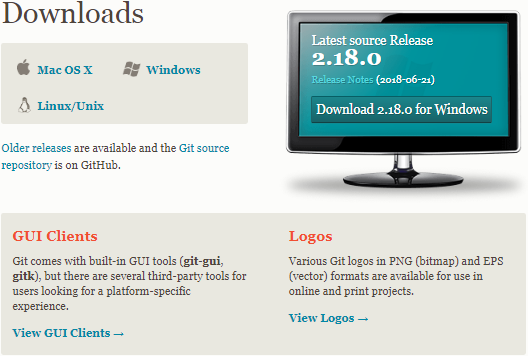 Downloads
Mac OS X
Windows
Linux/Unix
Older releases are available and the Git source
repository is on GitHub.
Latest source Release
2.18.0
Release Notes (2018-06-21)
Download 2.18.0 for Windows
GUI Clients
Git comes with built-in GUI tools (git-gui,
gitk), but there are several third-party tools for
users looking for a platform-specific
experience.
View GUI Clients →
Logos
Various Git logos in PNG (bitmap) and EPS
(vector) formats are available for use in
online and print projects.
View Logos →